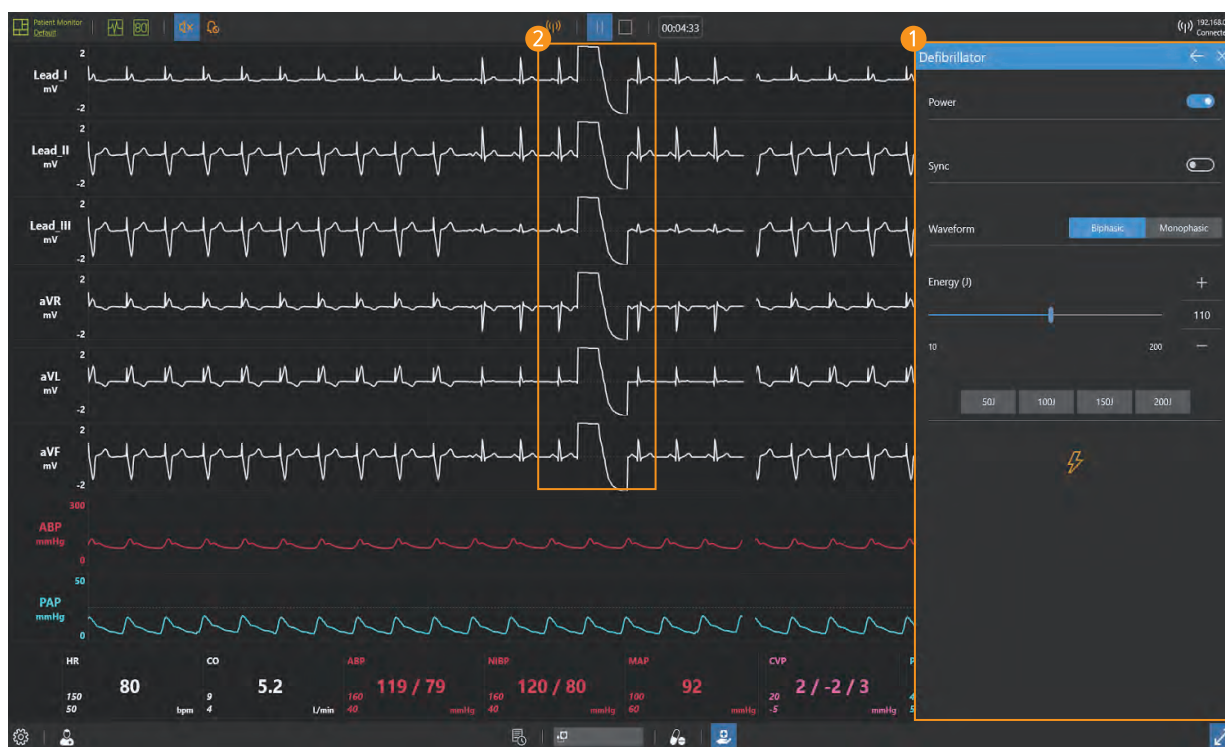 Patient Monitor
Default
80
00:04:33
192.168.0
Connecte
2
1
Defibrillator
Power
Sync
Waveform
Biphasic
Monophasic
Energy (J)
110
10
200
50J
100J
150J
200J
2
Lead_I
mV
-2
2
Lead_II
mV
-2
2
Lead_III
mV
-2
2
aVR
mV
-2
2
aVL
mV
-2
2
aVF
mV
-2
300
ABP
mmHg
0
50
PAP
mmHg
0
HR
80
150
50
bpm
CO
5.2
9
4
L/min
ABP
119 / 79
160
40
mmHg
NIBP
120 / 80
160
40
mmHg
MAP
92
100
60
mmHg
CVP
2 / -2 / 3
20
-5
mmHg
P
4
5